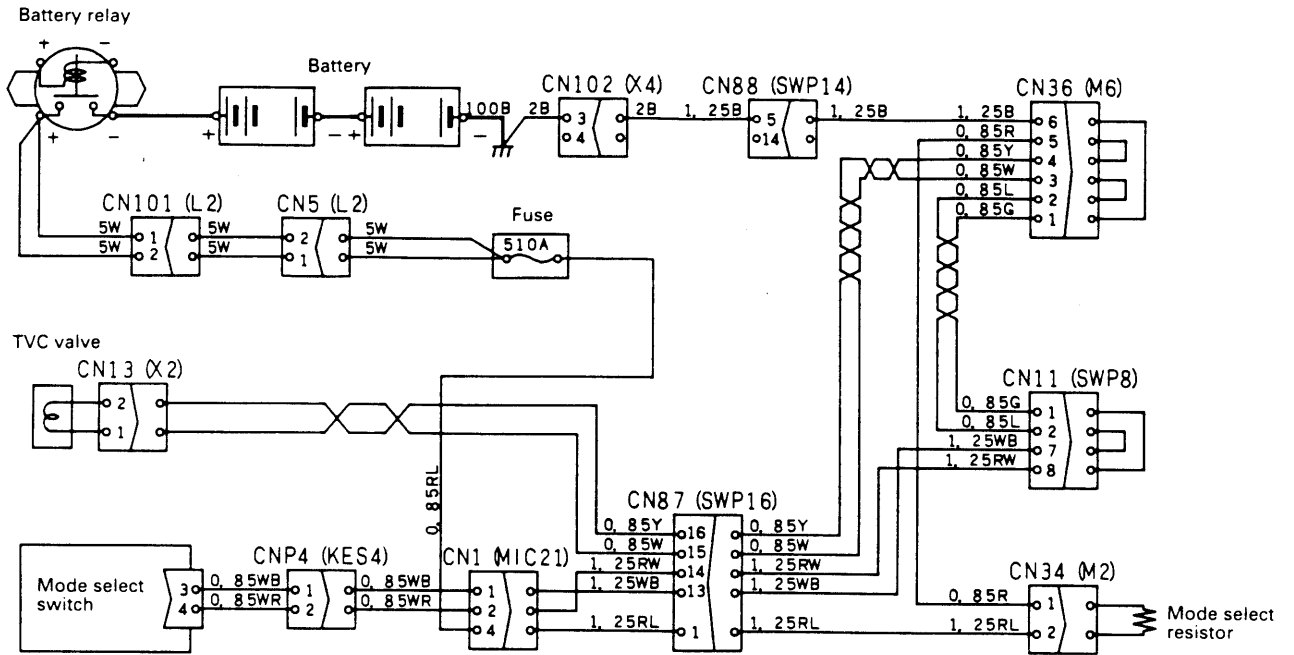 Battery relay
+ −
+ −
Battery
+ − + −
100B 2B
CN102 (X4)
3
4
2B
1, 25B
CN88 (SWP14)
5
14
1, 25B
CN36 (M6)
1, 25B 6
0, 85R 5
0, 85Y 4
0, 85W 3
0, 85L 2
0, 85G 1
CN101 (L2)
5W 1 5W
5W 2 5W
CN5 (L2)
2 5W
1 5W
Fuse
510A
TVC valve
CN13 (X2)
2
1
0, 85RL
CN11 (SWP8)
0, 85G 1
0, 85L 2
1, 25WB 7
1, 25RW 8
CN87 (SWP16)
0, 85Y 16 0, 85Y
0, 85W 15 0, 85W
1, 25RW 14 1, 25RW
1, 25WB 13 1, 25WB
1, 25RL 1 1, 25RL
Mode select
switch
3 0, 85WB
4 0, 85WR
CNP4 (KES4)
1 0, 85WB
2 0, 85WR
CN1 (MIC21)
1
2
4
CN34 (M2)
0, 85R 1
1, 25RL 2
Mode select
resistor